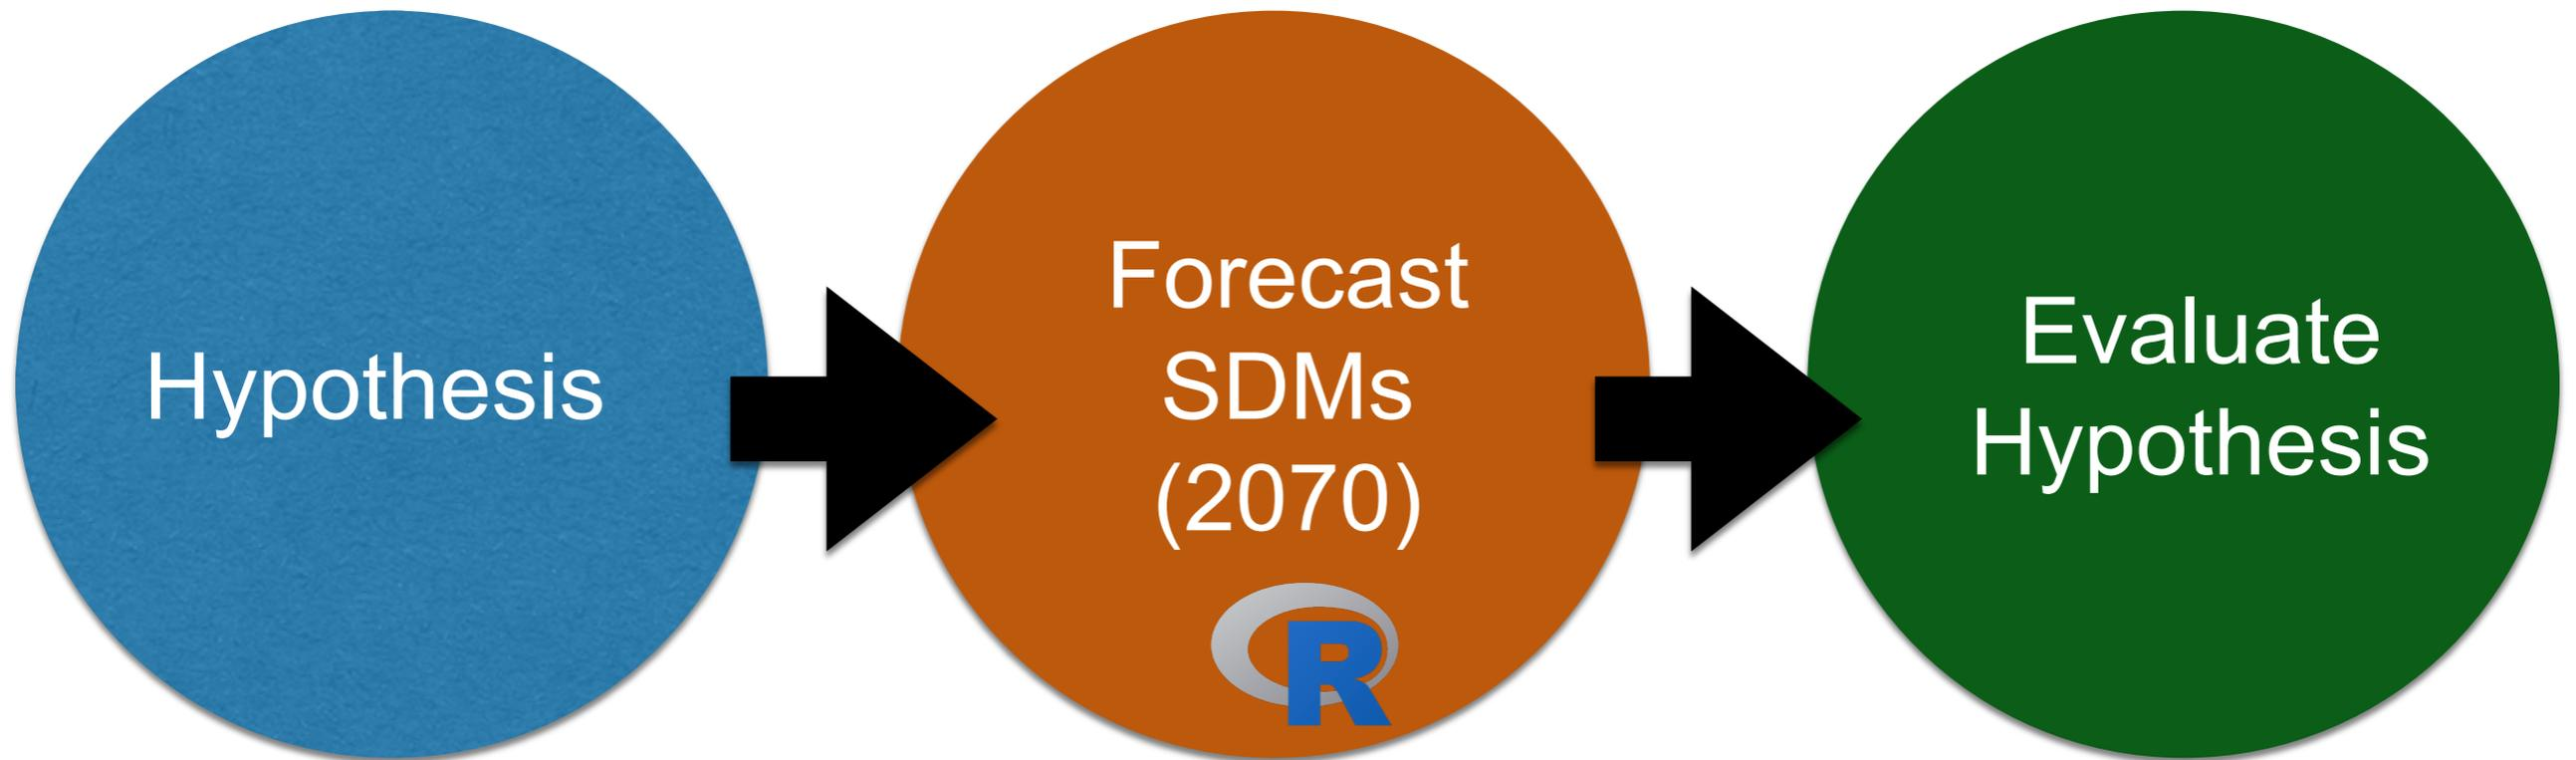 Hypothesis
Forecast
SDMs
(2070)
R
Evaluate
Hypothesis